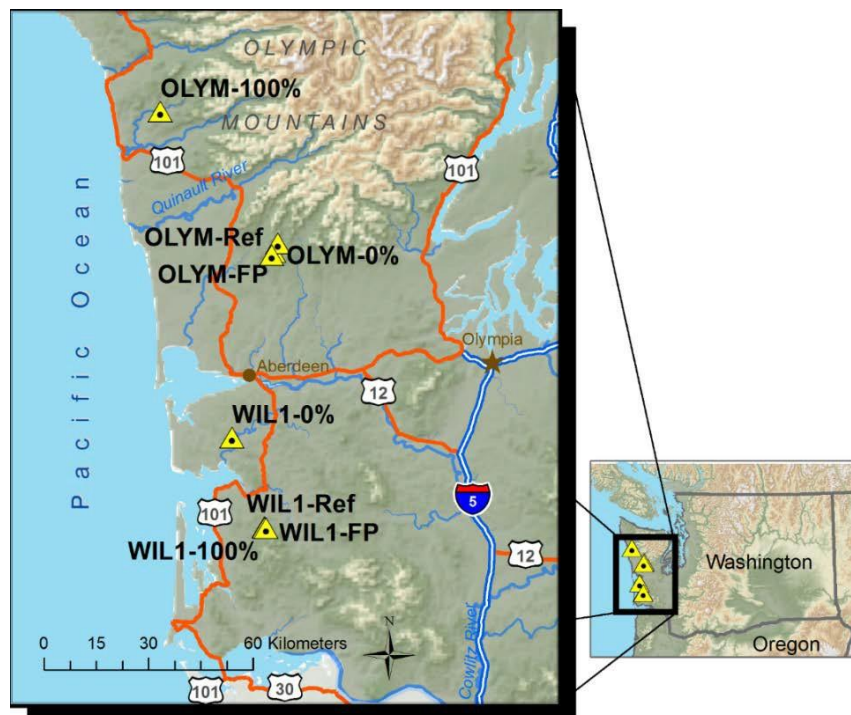 OLYMPIC
OLYM-100%
MOUNTAINS
101
101
Quinault River
Pacific Ocean
OLYM-Ref
OLYM-0%
OLYM-FP
Olympia
Aberdeen
12
WIL1-0%
WIL1-Ref
5
101
WIL1-FP
WIL1-100%
12
Washington
N
0 15 30 60 Kilometers
Cowlitz River
Oregon
101
30